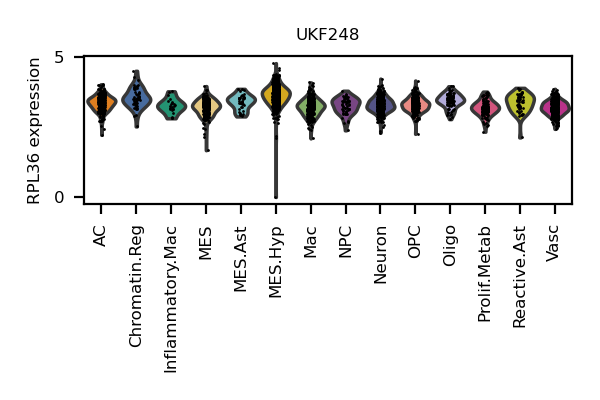 UKF248
RPL36 expression
5
0
AC
Chromatin.Reg
Inflammatory.Mac
MES
MES.Ast
MES.Hyp
Mac
NPC
Neuron
OPC
Oligo
Prolif.Metab
Reactive.Ast
Vasc